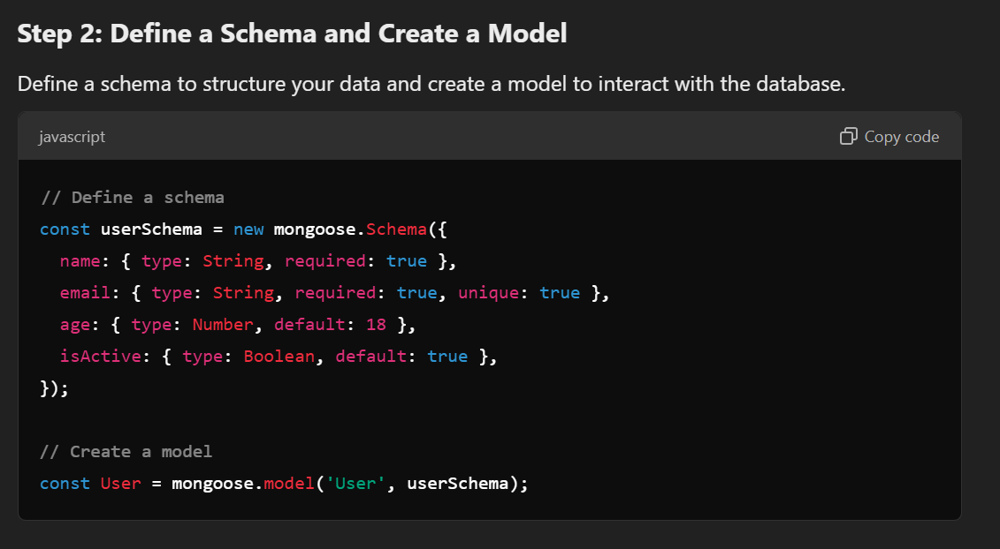 Step 2: Define a Schema and Create a Model
Define a schema to structure your data and create a model to interact with the database.
javascript
Copy code
// Define a schema
const userSchema = new mongoose.Schema({
  name: { type: String, required: true },
  email: { type: String, required: true, unique: true },
  age: { type: Number, default: 18 },
  isActive: { type: Boolean, default: true },
});
// Create a model
const User = mongoose.model('User', userSchema);